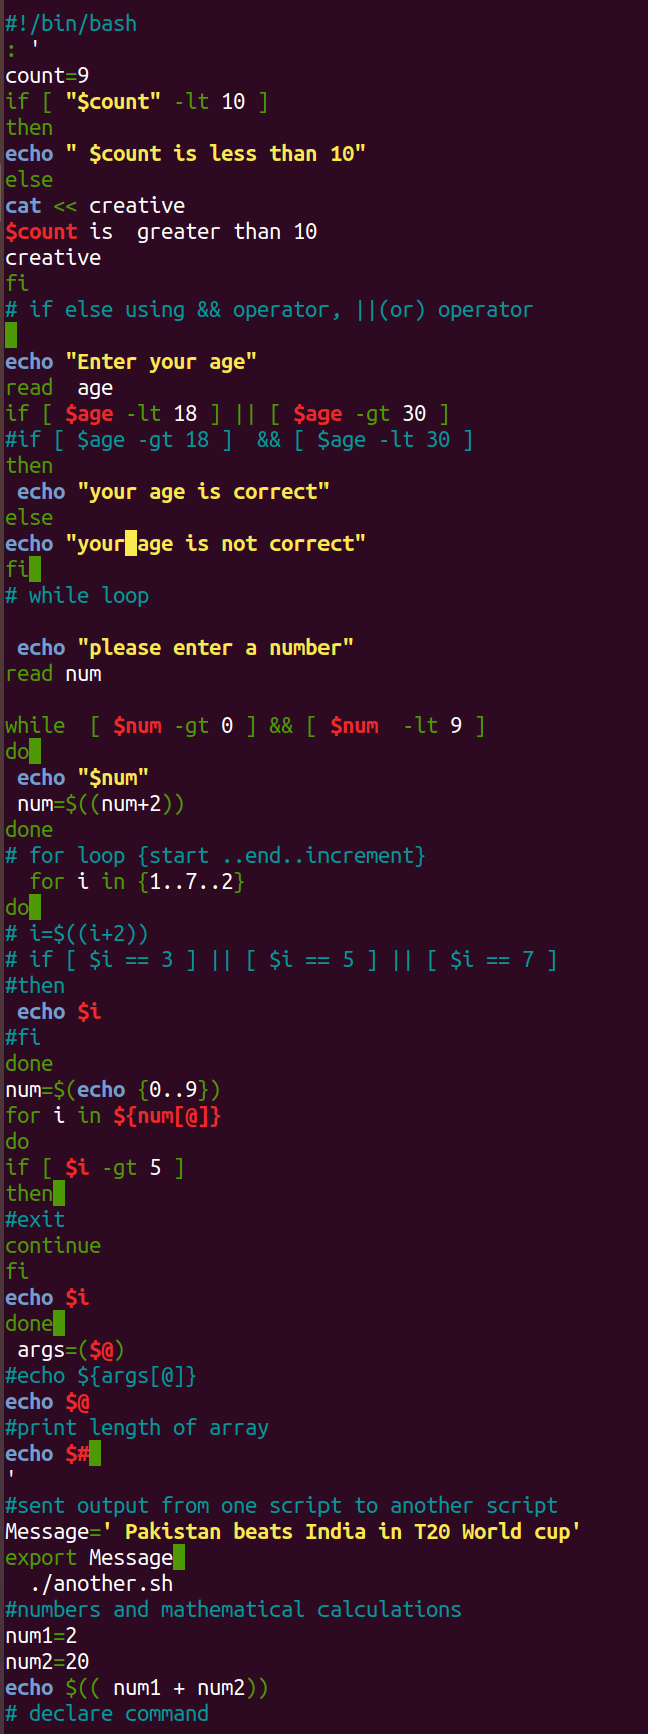 #!/bin/bash
: '
count=9
if [ "$count" -lt 10 ]
then
echo " $count is less than 10"
else
cat << creative
$count is  greater than 10
creative
fi
# if else using && operator, ||(or) operator

echo "Enter your age"
read  age
if [ $age -lt 18 ] || [ $age -gt 30 ]
#if [ $age -gt 18 ]  && [ $age -lt 30 ]
then
 echo "your age is correct"
else
echo "your age is not correct"
fi
# while loop

 echo "please enter a number"
read num

while  [ $num -gt 0 ] && [ $num  -lt 9 ]
do
 echo "$num"
 num=$((num+2))
done
# for loop {start ..end..increment}
  for i in {1..7..2}
do
# i=$((i+2))
# if [ $i == 3 ] || [ $i == 5 ] || [ $i == 7 ]
#then
 echo $i
#fi
done
num=$(echo {0..9})
for i in ${num[@]}
do
if [ $i -gt 5 ]
then
#exit
continue
fi
echo $i
done
 args=($@)
#echo ${args[@]}
echo $@
#print length of array
echo $#
'
#sent output from one script to another script
Message=' Pakistan beats India in T20 World cup'
export Message
  ./another.sh
#numbers and mathematical calculations
num1=2
num2=20
echo $(( num1 + num2))
# declare command